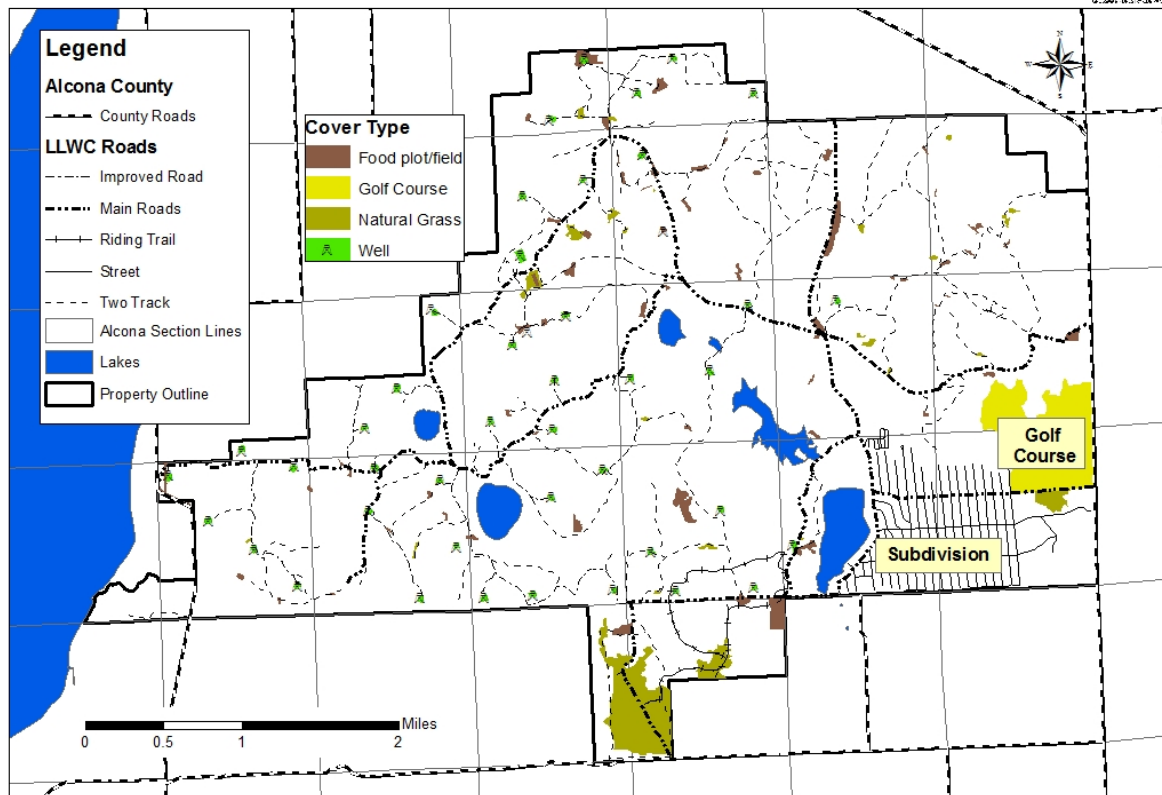 Legend
Alcona County
County Roads
LLWC Roads
Improved Road
Main Roads
Riding Trail
Street
Two Track
Alcona Section Lines
Lakes
Property Outline
Cover Type
Food plot/field
Golf Course
Natural Grass
Well
N
W
E
S
Golf
Course
Subdivision
Miles
0
0.5
1
2